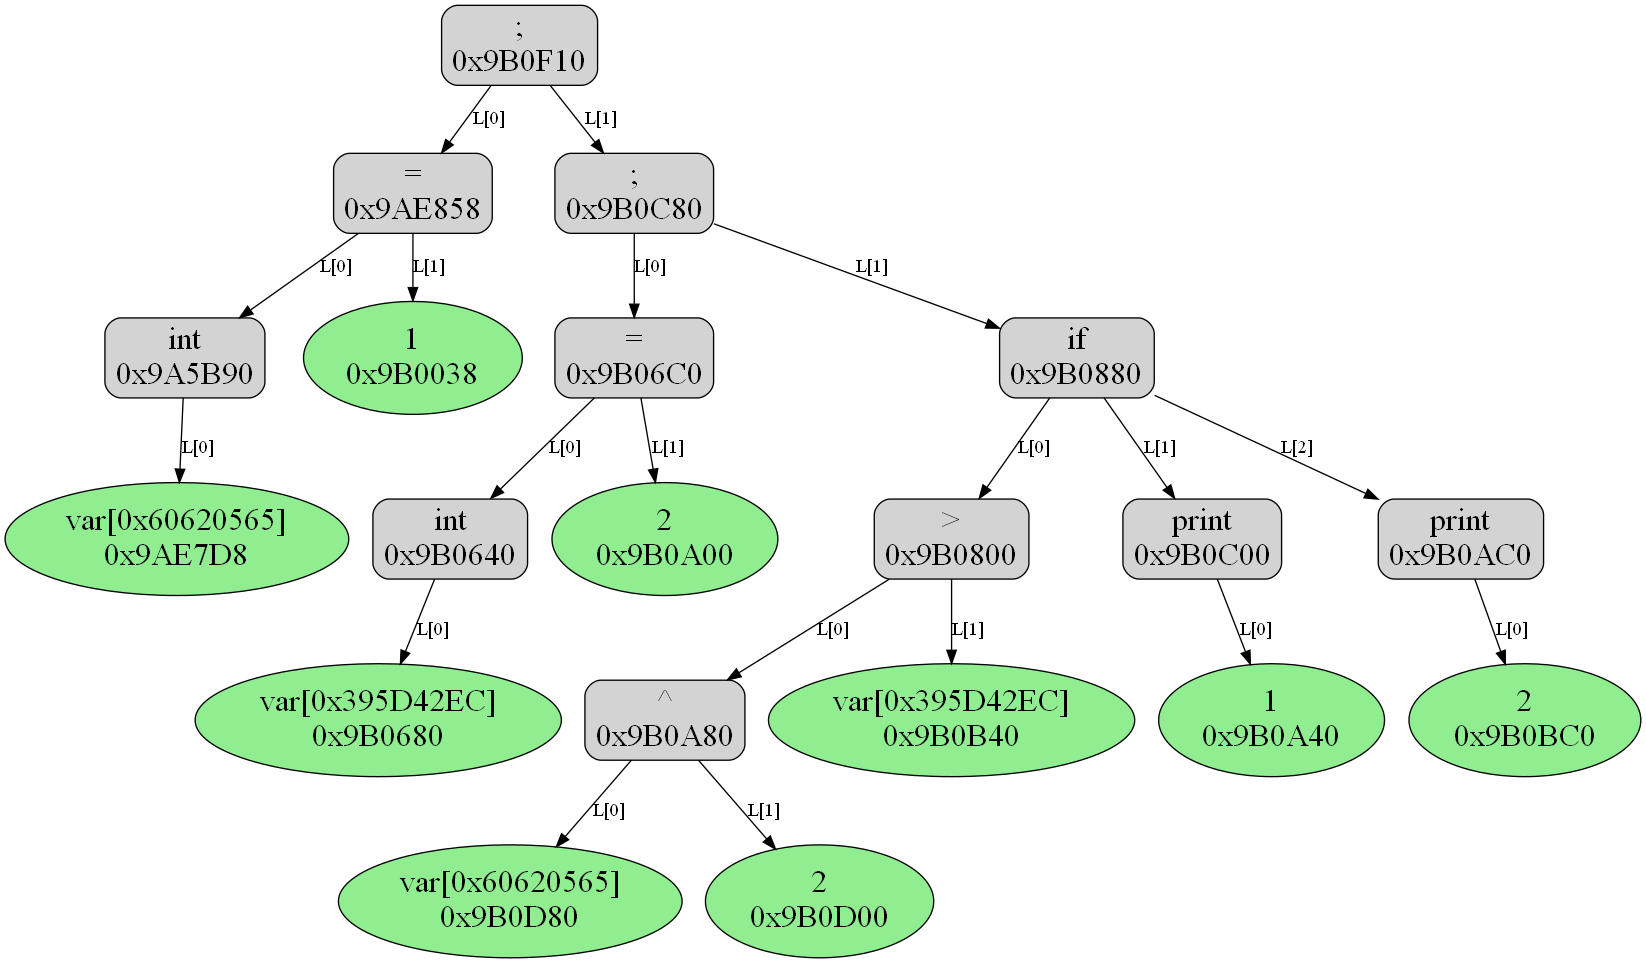 ;
0x9B0F10
L[0]
L[1]
=
0x9AE858
;
0x9B0C80
L[0]
L[1]
L[0]
L[1]
int
0x9A5B90
1
0x9B0038
=
0x9B06C0
if
0x9B0880
L[0]
L[0]
L[1]
L[0]
L[1]
L[2]
var[0x60620565]
0x9AE7D8
int
0x9B0640
2
0x9B0A00
>
0x9B0800
print
0x9B0C00
print
0x9B0AC0
L[0]
L[0]
L[1]
L[0]
L[0]
var[0x395D42EC]
0x9B0680
^
0x9B0A80
var[0x395D42EC]
0x9B0B40
1
0x9B0A40
2
0x9B0BC0
L[0]
L[1]
var[0x60620565]
0x9B0D80
2
0x9B0D00